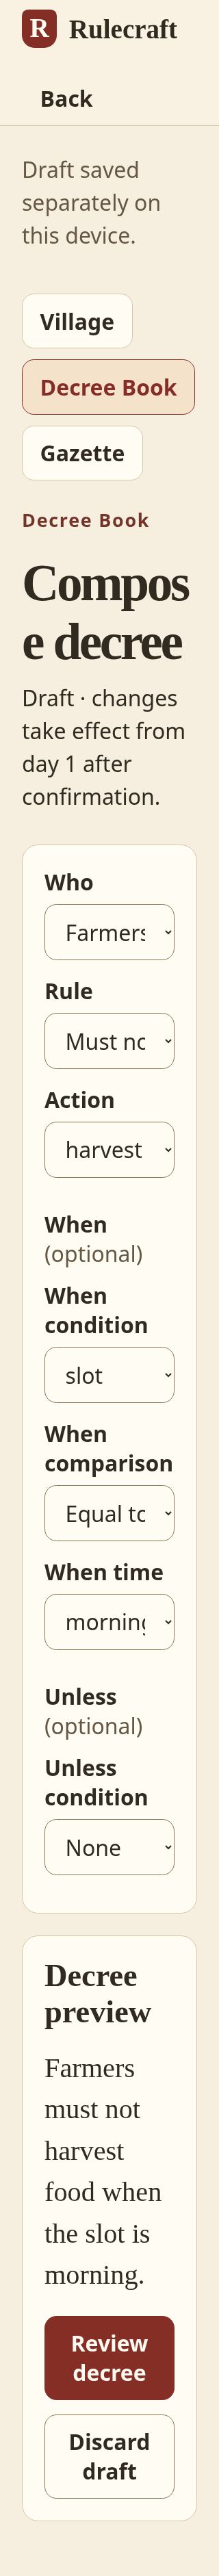 R Rulecraft
Back
Draft saved
separately on
this device.
Village
Decree Book
Gazette
Decree Book
Compos
e decree
Draft · changes
take effect from
day 1 after
confirmation.
Who
Farmers
Rule
Must no
Action
harvest
When
(optional)
When
condition
slot
When
comparison
Equal to
When time
morning
Unless
(optional)
Unless
condition
None
Decree
preview
Farmers
must not
harvest
food when
the slot is
morning.
Review
decree
Discard
draft